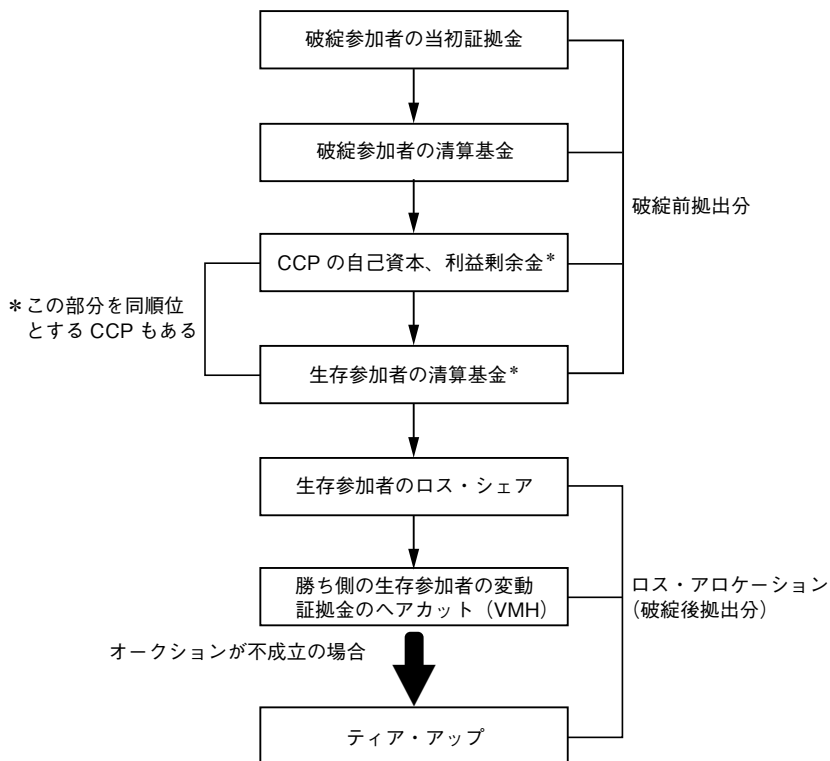 破綻参加者の当初証拠金
破綻参加者の清算基金
破綻前拠出分
CCP の自己資本、利益剰余金*
*この部分を同順位
とする CCP もある
生存参加者の清算基金*
生存参加者のロス・シェア
勝ち側の生存参加者の変動
証拠金のヘアカット（VMH）
ロス・アロケーション
(破綻後拠出分)
オークションが不成立の場合
ティア・アップ